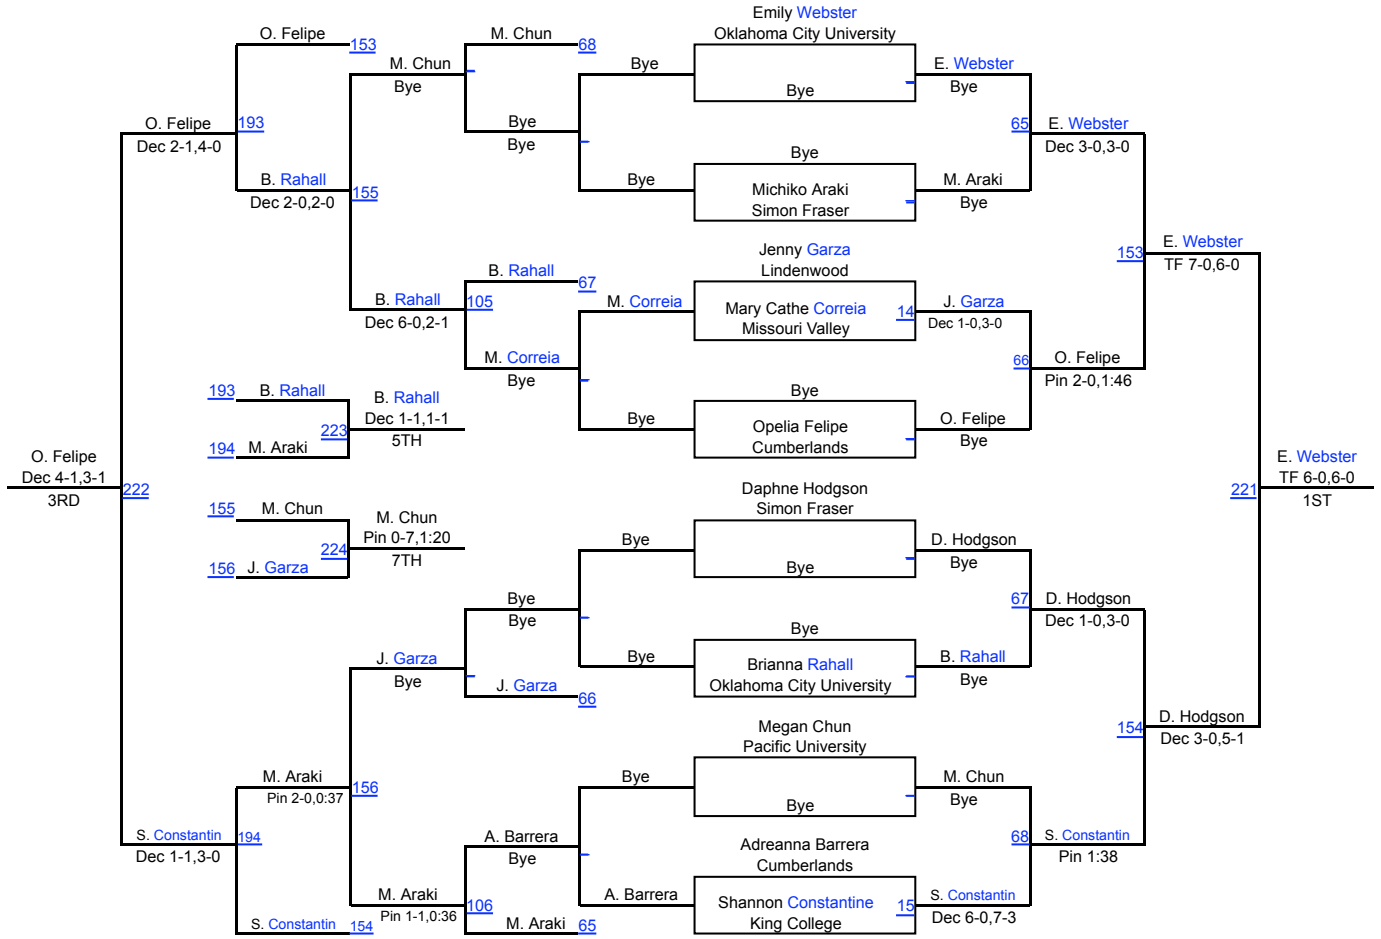 Emily Webster
Oklahoma City University
O. Felipe
153
M. Chun
68
M. Chun
Bye
Bye
E. Webster
Bye
Bye
O. Felipe
193
Dec 2-1,4-0
Bye
Bye
65
E. Webster
Dec 3-0,3-0
Bye
B. Rahall
155
Dec 2-0,2-0
Bye
Michiko Araki
Simon Fraser
M. Araki
Bye
Jenny Garza
Lindenwood
153
E. Webster
TF 7-0,6-0
B. Rahall
67
B. Rahall
105
Dec 6-0,2-1
M. Correia
Mary Cathe Correia
Missouri Valley
14
J. Garza
Dec 1-0,3-0
M. Correia
Bye
66
O. Felipe
Pin 2-0,1:46
193
B. Rahall
B. Rahall
Dec 1-1,1-1
5TH
223
194
M. Araki
Bye
Bye
Opelia Felipe
Cumberlands
O. Felipe
Bye
O. Felipe
Dec 4-1,3-1
3RD
222
E. Webster
TF 6-0,6-0
1ST
221
Daphne Hodgson
Simon Fraser
155
M. Chun
M. Chun
Pin 0-7,1:20
7TH
224
156
J. Garza
Bye
Bye
D. Hodgson
Bye
Bye
Bye
67
D. Hodgson
Dec 1-0,3-0
Bye
J. Garza
Bye
Bye
Brianna Rahall
Oklahoma City University
B. Rahall
Bye
J. Garza
66
Megan Chun
Pacific University
154
D. Hodgson
Dec 3-0,5-1
M. Araki
156
Pin 2-0,0:37
Bye
Bye
M. Chun
Bye
S. Constantin
194
Dec 1-1,3-0
A. Barrera
Bye
Adreanna Barrera
Cumberlands
68
S. Constantin
Pin 1:38
M. Araki
106
Pin 1-1,0:36
A. Barrera
Shannon Constantine
King College
15
S. Constantin
Dec 6-0,7-3
S. Constantin
154
M. Araki
65